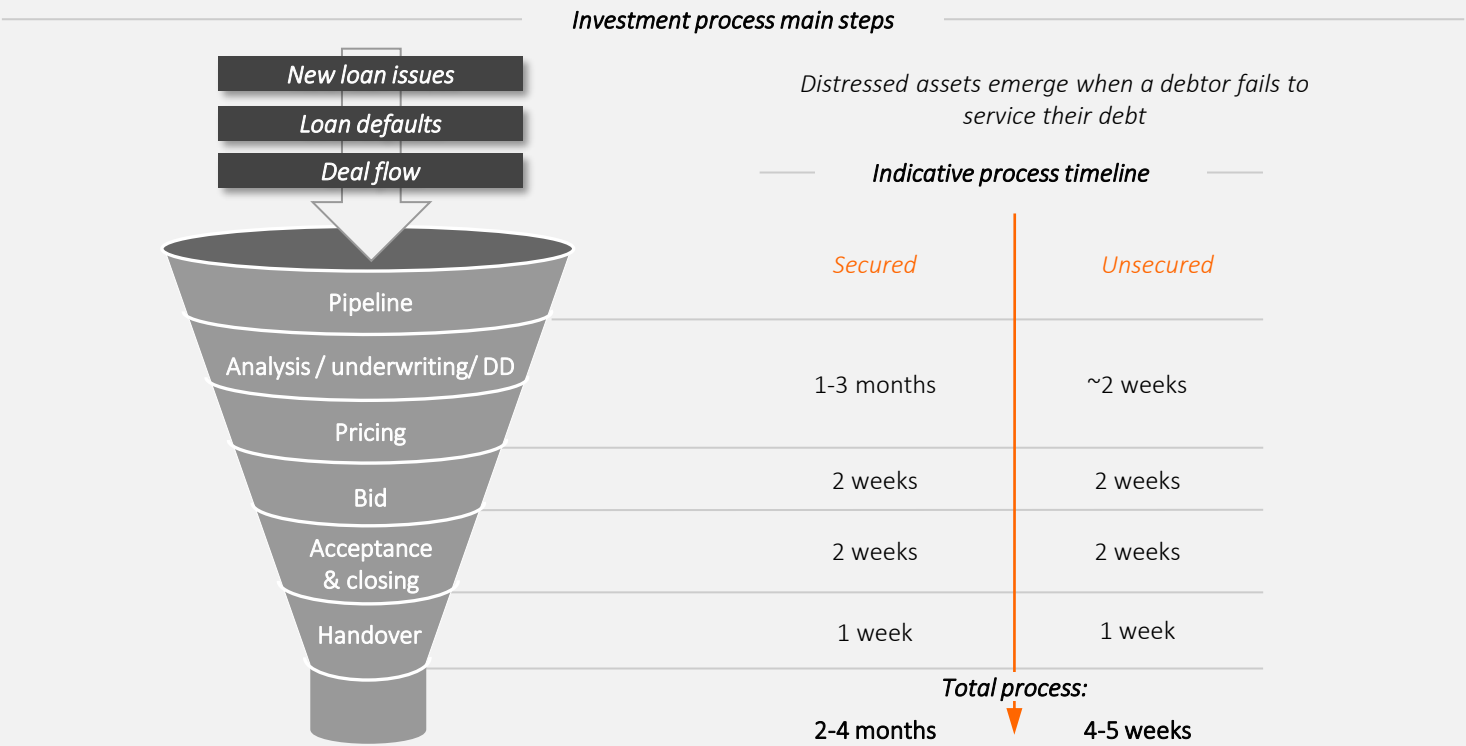 Investment process main steps
New loan issues
Loan defaults
Deal flow
Pipeline
Analysis / underwriting/ DD
Pricing
Bid
Acceptance
& closing
Handover
Distressed assets emerge when a debtor fails to
service their debt
Indicative process timeline
Secured
Unsecured
1-3 months
~2 weeks
2 weeks
2 weeks
2 weeks
2 weeks
1 week
1 week
Total process:
2-4 months
4-5 weeks